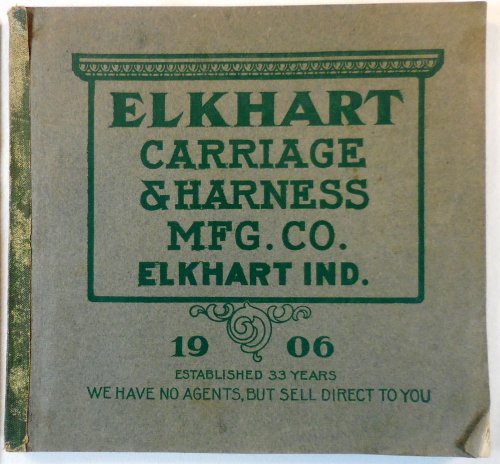 ELKHART
CARRIAGE
& HARNESS
MFG. CO.
ELKHART IND.
19 06
ESTABLISHED 33 YEARS
WE HAVE NO AGENTS, BUT SELL DIRECT TO YOU